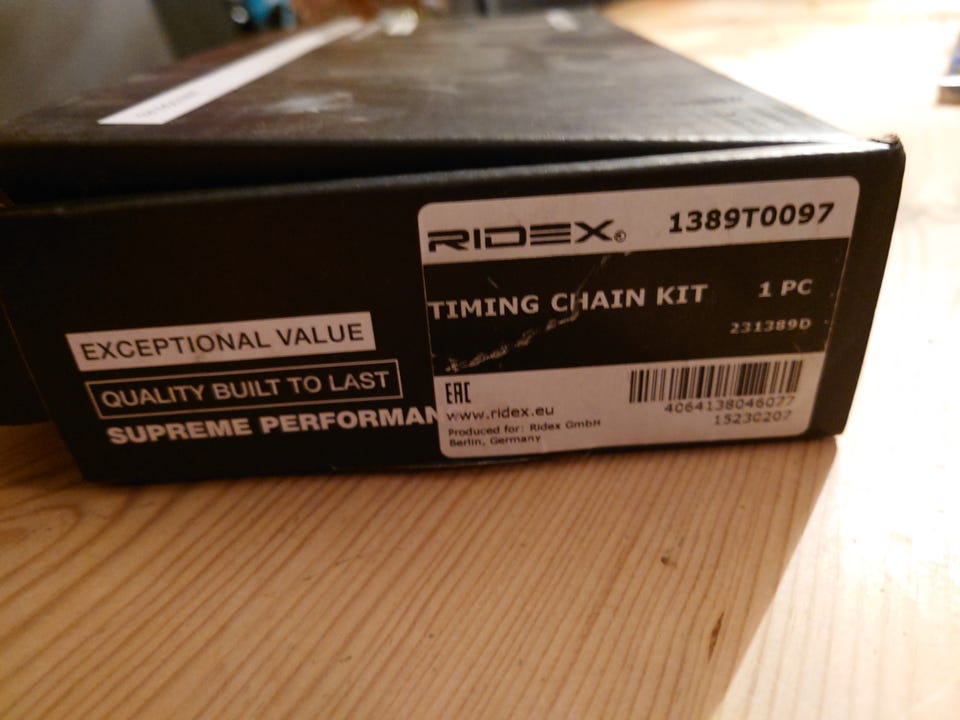 RIDEX® 1389T0097
TIMING CHAIN KIT 1 PC
231389D
EXCEPTIONAL VALUE
QUALITY BUILT TO LAST
SUPREME PERFORMAN
EAC
www.ridex.eu
Produced for: Ridex GmbH
Berlin, Germany
4064138046077
15230207